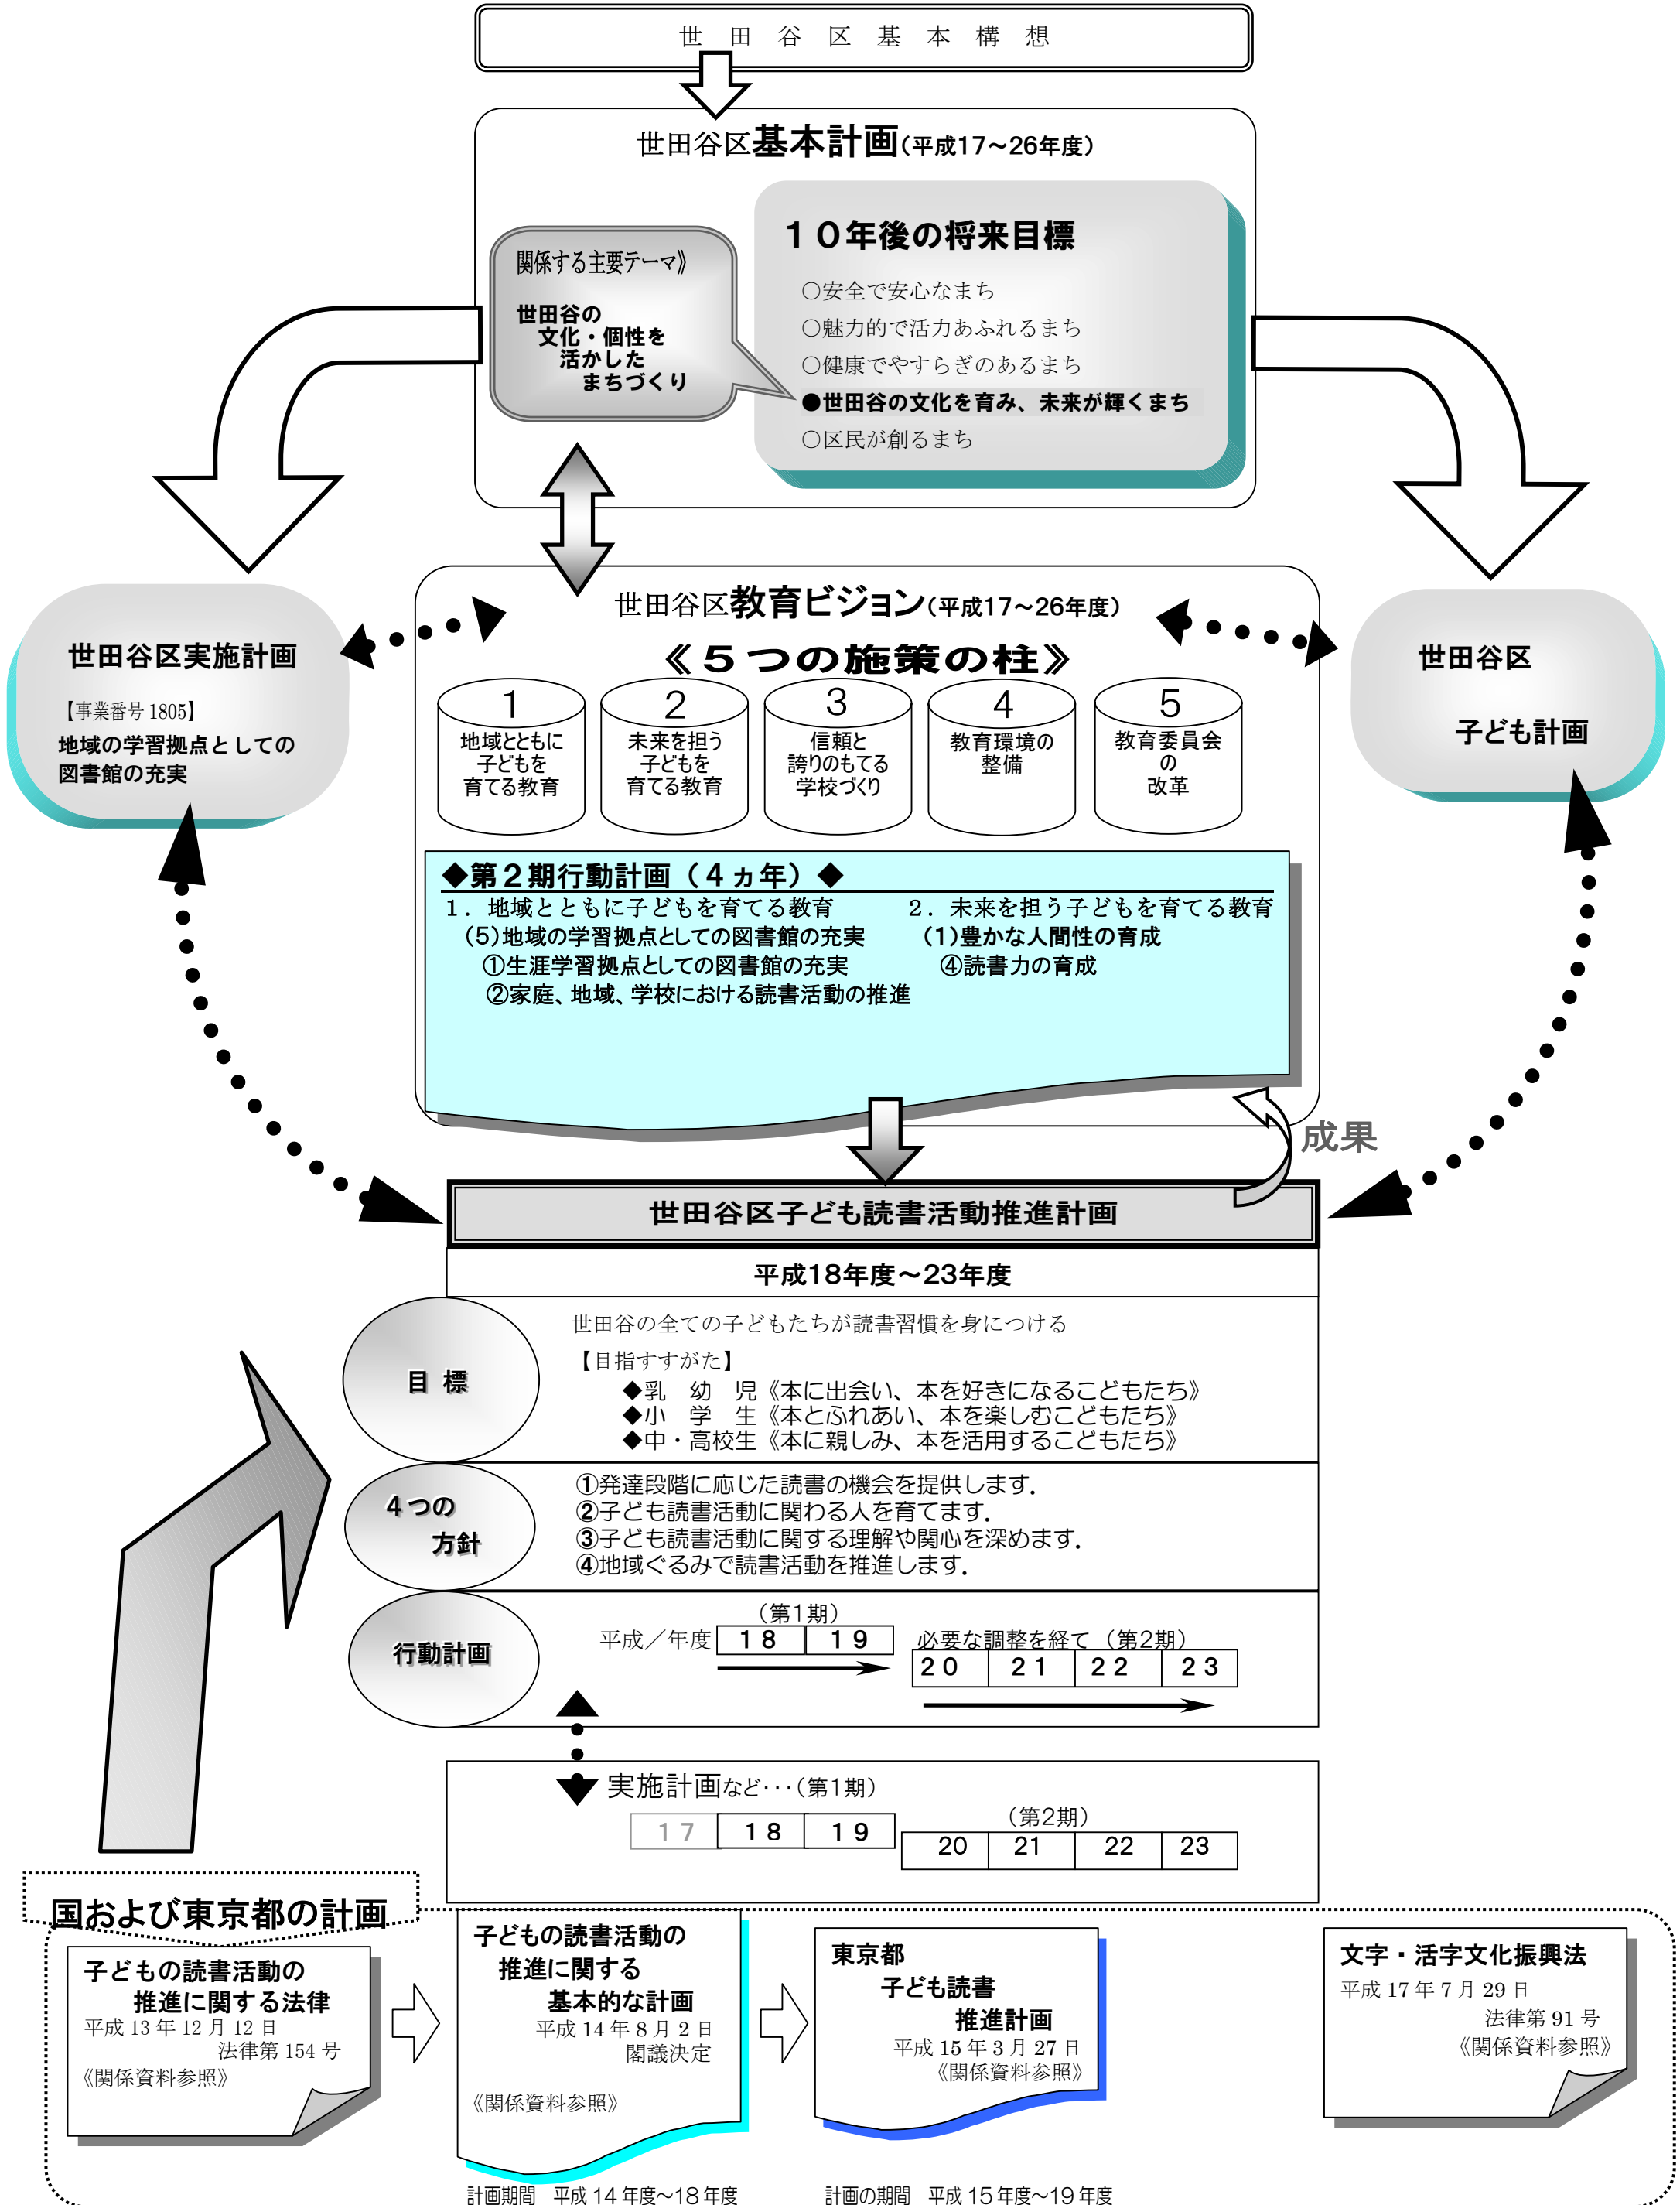 世田谷区基本構想
世田谷区基本計画（平成17～26年度）
10年後の将来目標
○安全で安心なまち
○魅力的で活力あふれるまち
○健康でやすらぎのあるまち
●世田谷の文化を育み、未来が輝くまち
○区民が創るまち
関係する主要テーマ》
世田谷の
文化・個性を
活かした
まちづくり
世田谷区実施計画
【事業番号1805】
地域の学習拠点としての
図書館の充実
世田谷区教育ビジョン（平成17～26年度）
《５つの施策の柱》
1
地域とともに
子どもを
育てる教育
2
未来を担う
子どもを
育てる教育
3
信頼と
誇りのもてる
学校づくり
4
教育環境の
整備
5
教育委員会
の
改革
世田谷区
子ども計画
◆第２期行動計画（４ヵ年）◆
１．地域とともに子どもを育てる教育
（5）地域の学習拠点としての図書館の充実
①生涯学習拠点としての図書館の充実
②家庭、地域、学校における読書活動の推進
２．未来を担う子どもを育てる教育
（1）豊かな人間性の育成
④読書力の育成
成果
世田谷区子ども読書活動推進計画
平成18年度～23年度
目標
世田谷の全ての子どもたちが読書習慣を身につける
【目指すすがた】
◆乳　幼　児《本に出会い、本を好きになるこどもたち》
◆小　学　生《本とふれあい、本を楽しむこどもたち》
◆中・高校生《本に親しみ、本を活用するこどもたち》
４つの
方針
①発達段階に応じた読書の機会を提供します．
②子ども読書活動に関わる人を育てます．
③子ども読書活動に関する理解や関心を深めます．
④地域ぐるみで読書活動を推進します．
行動計画
（第1期）
平成／年度 18 19
必要な調整を経て（第2期）
20 21 22 23
実施計画など･･･（第1期）
17 18 19
（第2期）
20 21 22 23
国および東京都の計画
子どもの読書活動の
推進に関する法律
平成13年12月12日
法律第154号
《関係資料参照》
子どもの読書活動の
推進に関する
基本的な計画
平成14年8月2日
閣議決定
《関係資料参照》
計画期間　平成14年度～18年度
東京都
子ども読書
推進計画
平成15年3月27日
《関係資料参照》
計画の期間　平成15年度～19年度
文字・活字文化振興法
平成17年7月29日
法律第91号
《関係資料参照》